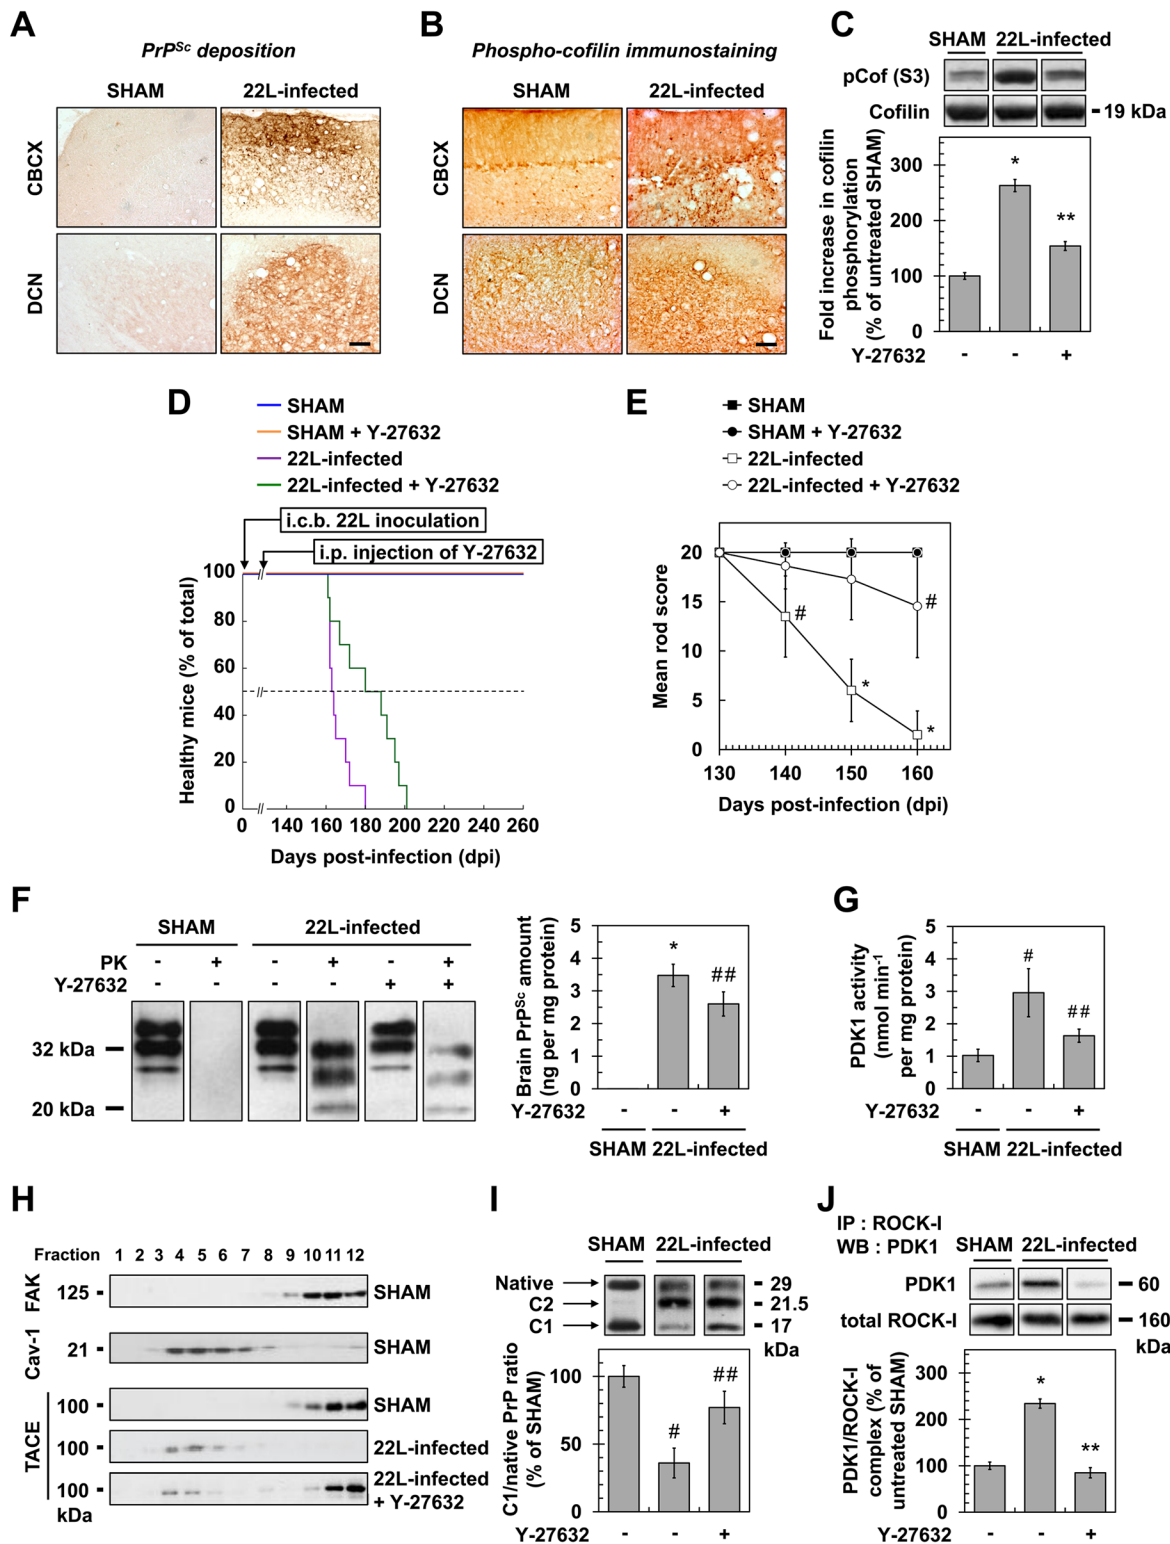 A
PrP^Sc deposition
SHAM 22L-infected
CBCX
DCN
B
Phospho-cofilin immunostaining
SHAM 22L-infected
CBCX
DCN
C
SHAM 22L-infected
pCof (S3)
Cofilin
19 kDa
Fold increase in cofilin
phosphorylation
(% of untreated SHAM)
300
200
100
0
*
**
Y-27632 - - +
D
SHAM
SHAM + Y-27632
22L-infected
22L-infected + Y-27632
i.c.b. 22L inoculation
i.p. injection of Y-27632
Healthy mice (% of total)
100
80
60
40
20
0
0 140 160 180 200 220 240 260
Days post-infection (dpi)
E
SHAM
SHAM + Y-27632
22L-infected
22L-infected + Y-27632
Mean rod score
20
15
10
5
0
#
#
*
*
130 140 150 160
Days post-infection (dpi)
F
SHAM 22L-infected
PK - + - + - +
Y-27632 - - - - + +
32 kDa
20 kDa
Brain PrP^Sc amount
(ng per mg protein)
5
4
3
2
1
0
*
##
Y-27632 - - +
SHAM 22L-infected
G
PDK1 activity
(nmol min^-1
per mg protein)
5
4
3
2
1
0
#
##
Y-27632 - - +
SHAM 22L-infected
H
Fraction 1 2 3 4 5 6 7 8 9 10 11 12
FAK 125 SHAM
Cav-1 21 SHAM
TACE
100 SHAM
100 22L-infected
100 22L-infected
+ Y-27632
kDa
I
SHAM 22L-infected
Native 29
C2 21.5
C1 17
kDa
C1/native PrP ratio
(% of SHAM)
100
50
0
#
##
Y-27632 - - +
J
IP : ROCK-I
WB : PDK1
SHAM 22L-infected
PDK1 60
total ROCK-I 160
kDa
PDK1/ROCK-I
complex (% of
untreated SHAM)
300
200
100
0
*
**
Y-27632 - - +